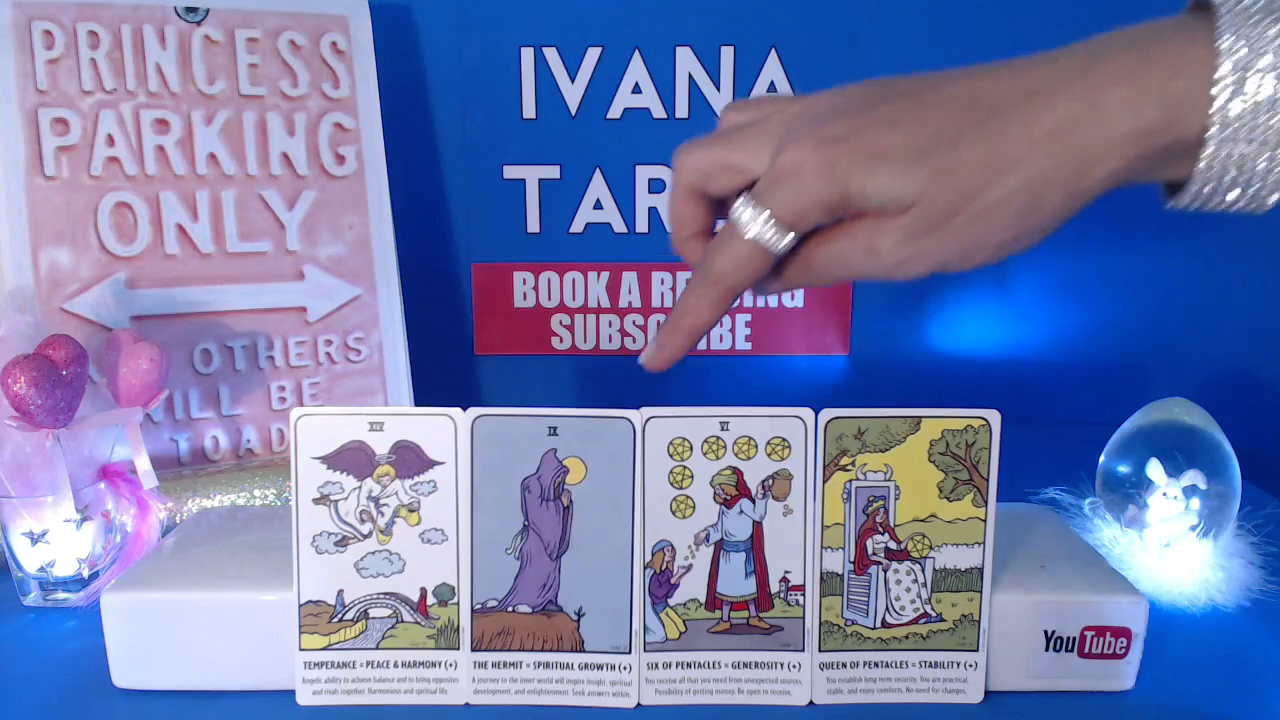 PRINCESS
PARKING
ONLY
OTHERS
WILL BE
TOAD
IVANA
TAR
BOOK A READING
SUBSCRIBE
XIV
TEMPERANCE = PEACE & HARMONY (+)
Angelic ability to achieve balance and to bring opposites
and rivals together. Harmonious and spiritual life.
IX
THE HERMIT = SPIRITUAL GROWTH (+)
A journey to the inner world will inspire insight, spiritual
development, and enlightenment. Seek answers within.
VI
SIX OF PENTACLES = GENEROSITY (+)
You receive all that you need from unexpected sources.
Possibility of getting money. Be open to receive.
QUEEN OF PENTACLES = STABILITY (+)
You establish long term security. You are practical,
stable, and enjoy comforts. No need for changes.
YouTube